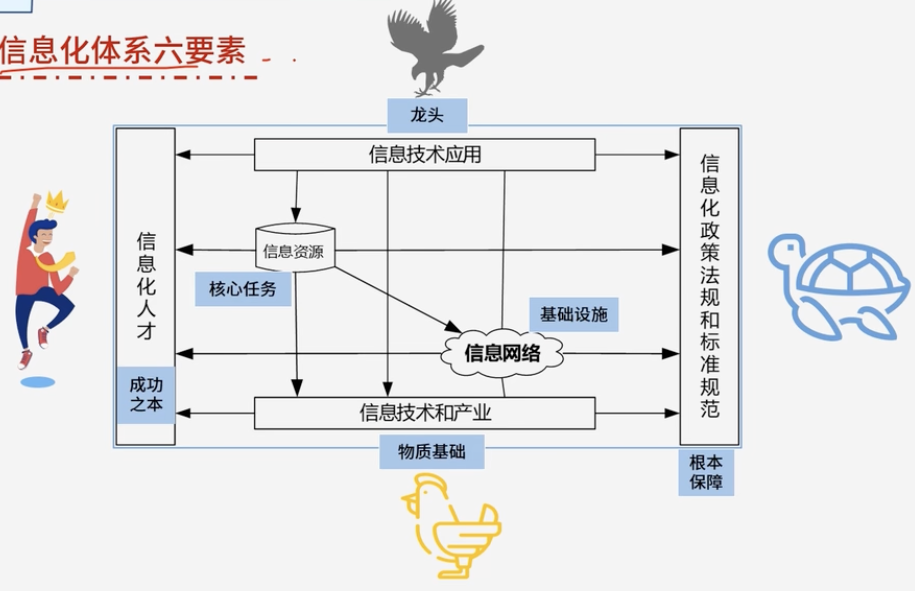 信息化体系六要素
龙头
信息技术应用
信息化人才
信息资源
核心任务
基础设施
信息网络
信息化政策法规和标准规范
成功
之本
信息技术和产业
物质基础
根本
保障